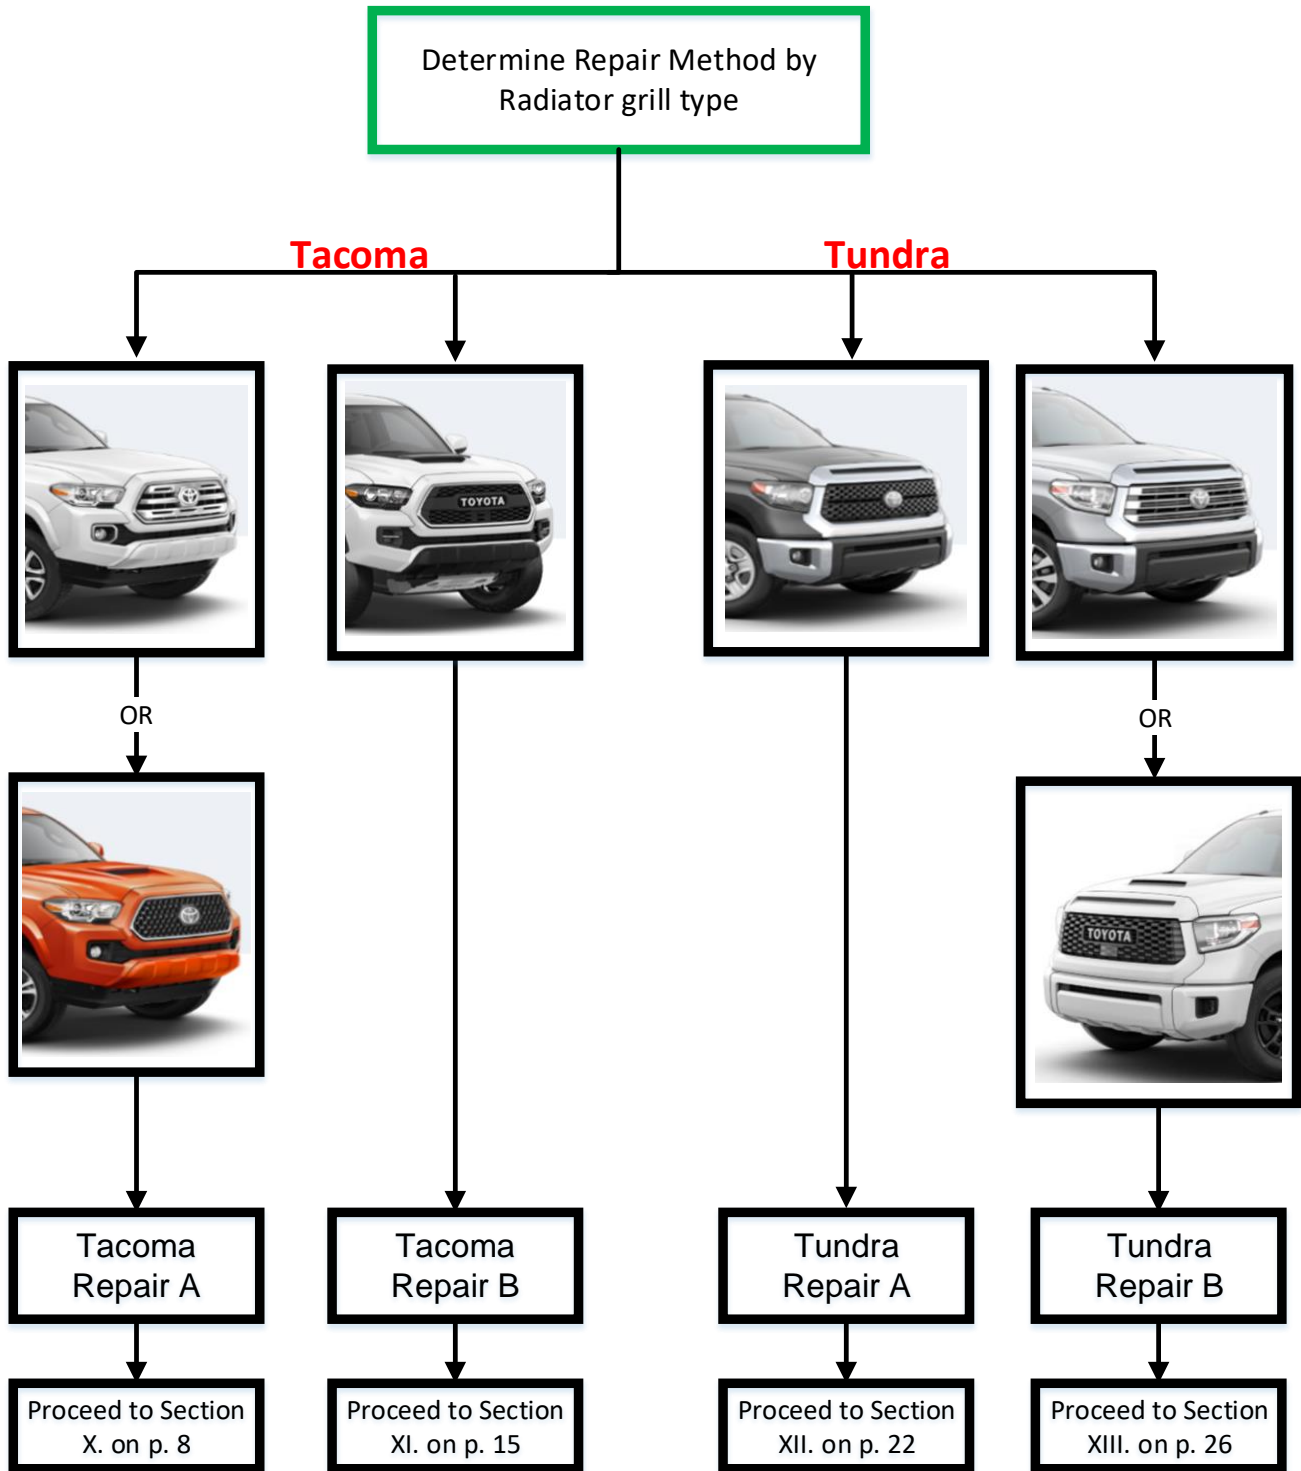 Determine Repair Method by
Radiator grill type
Tacoma
Tundra
TOYOTA
OR
OR
TOYOTA
Tacoma
Repair A
Tacoma
Repair B
Tundra
Repair A
Tundra
Repair B
Proceed to Section
X. on p. 8
Proceed to Section
XI. on p. 15
Proceed to Section
XII. on p. 22
Proceed to Section
XIII. on p. 26